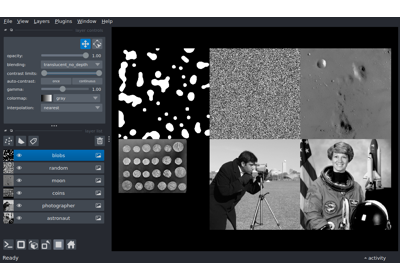 File View Layers Plugins Window Help
opacity: 1.00
blending: translucent_no_depth
contrast limits:
auto-contrast: once continuous
gamma: 1.00
colormap: gray
interpolation: nearest
blobs
random
moon
coins
photographer
astronaut
Ready
activity